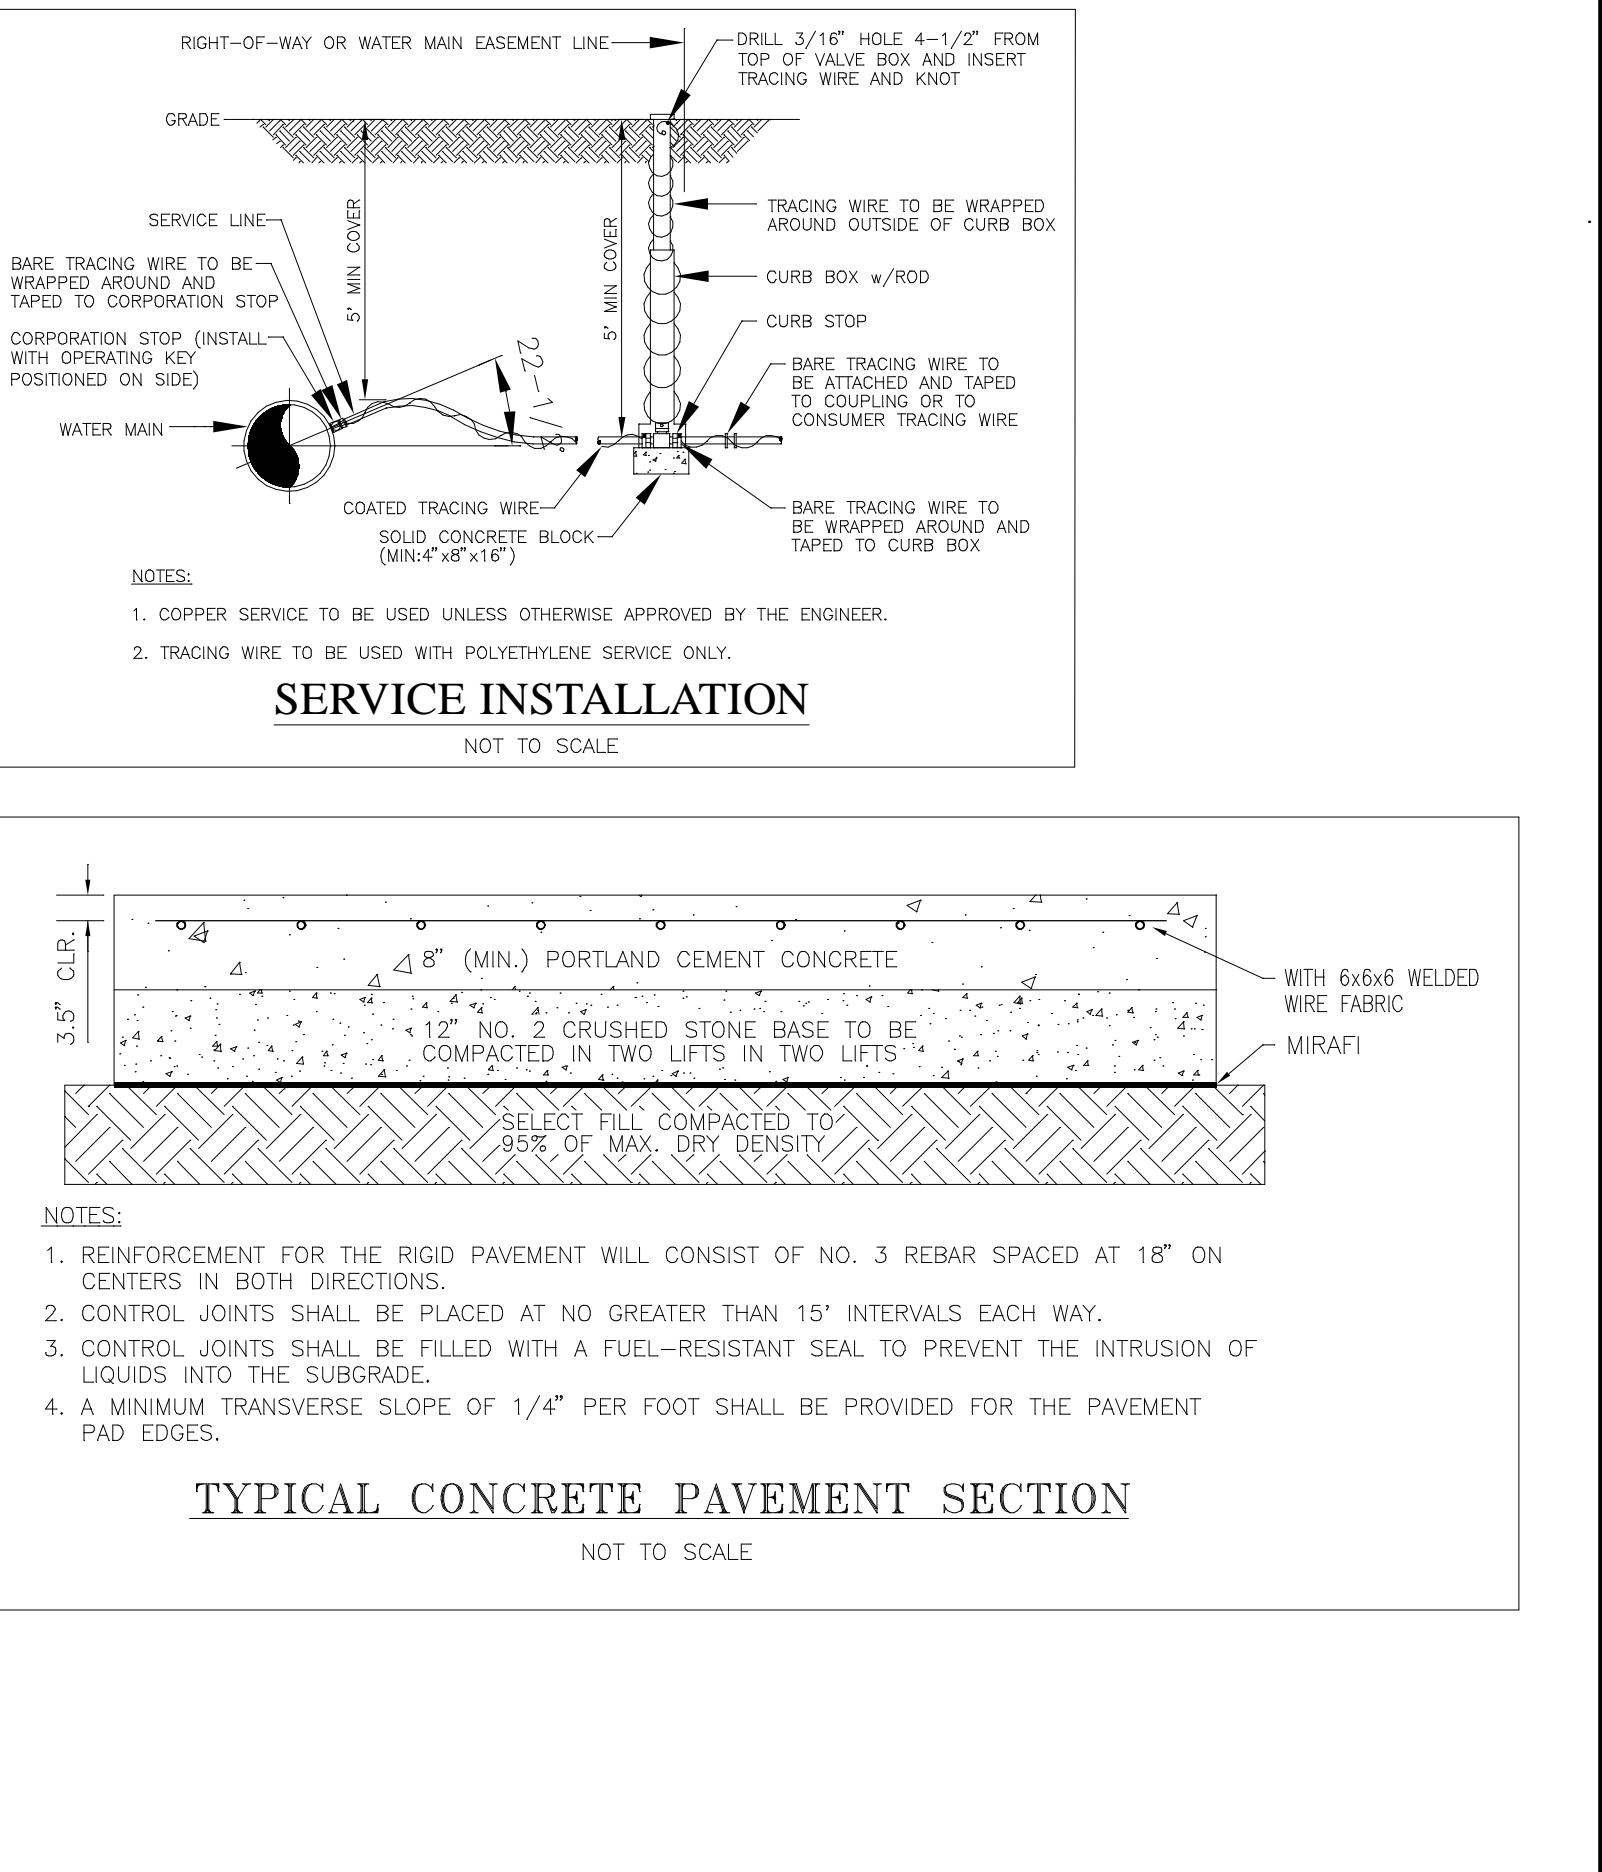 RIGHT-OF-WAY OR WATER MAIN EASEMENT LINE
DRILL 3/16" HOLE 4-1/2" FROM
TOP OF VALVE BOX AND INSERT
TRACING WIRE AND KNOT
GRADE
5' MIN COVER
5' MIN COVER
TRACING WIRE TO BE WRAPPED
AROUND OUTSIDE OF CURB BOX
SERVICE LINE
BARE TRACING WIRE TO BE
WRAPPED AROUND AND
TAPED TO CORPORATION STOP
CURB BOX w/ROD
CURB STOP
CORPORATION STOP (INSTALL
WITH OPERATING KEY
POSITIONED ON SIDE)
22-1/2°
BARE TRACING WIRE TO
BE ATTACHED AND TAPED
TO COUPLING OR TO
CONSUMER TRACING WIRE
WATER MAIN
COATED TRACING WIRE
SOLID CONCRETE BLOCK
(MIN:4"x8"x16")
BARE TRACING WIRE TO
BE WRAPPED AROUND AND
TAPED TO CURB BOX
NOTES:
1. COPPER SERVICE TO BE USED UNLESS OTHERWISE APPROVED BY THE ENGINEER.
2. TRACING WIRE TO BE USED WITH POLYETHYLENE SERVICE ONLY.
SERVICE INSTALLATION
NOT TO SCALE
3.5" CLR.
8" (MIN.) PORTLAND CEMENT CONCRETE
WITH 6x6x6 WELDED
WIRE FABRIC
12" NO. 2 CRUSHED STONE BASE TO BE
COMPACTED IN TWO LIFTS IN TWO LIFTS
MIRAFI
SELECT FILL COMPACTED TO
95% OF MAX. DRY DENSITY
NOTES:
1. REINFORCEMENT FOR THE RIGID PAVEMENT WILL CONSIST OF NO. 3 REBAR SPACED AT 18" ON
CENTERS IN BOTH DIRECTIONS.
2. CONTROL JOINTS SHALL BE PLACED AT NO GREATER THAN 15' INTERVALS EACH WAY.
3. CONTROL JOINTS SHALL BE FILLED WITH A FUEL-RESISTANT SEAL TO PREVENT THE INTRUSION OF
LIQUIDS INTO THE SUBGRADE.
4. A MINIMUM TRANSVERSE SLOPE OF 1/4" PER FOOT SHALL BE PROVIDED FOR THE PAVEMENT
PAD EDGES.
TYPICAL CONCRETE PAVEMENT SECTION
NOT TO SCALE